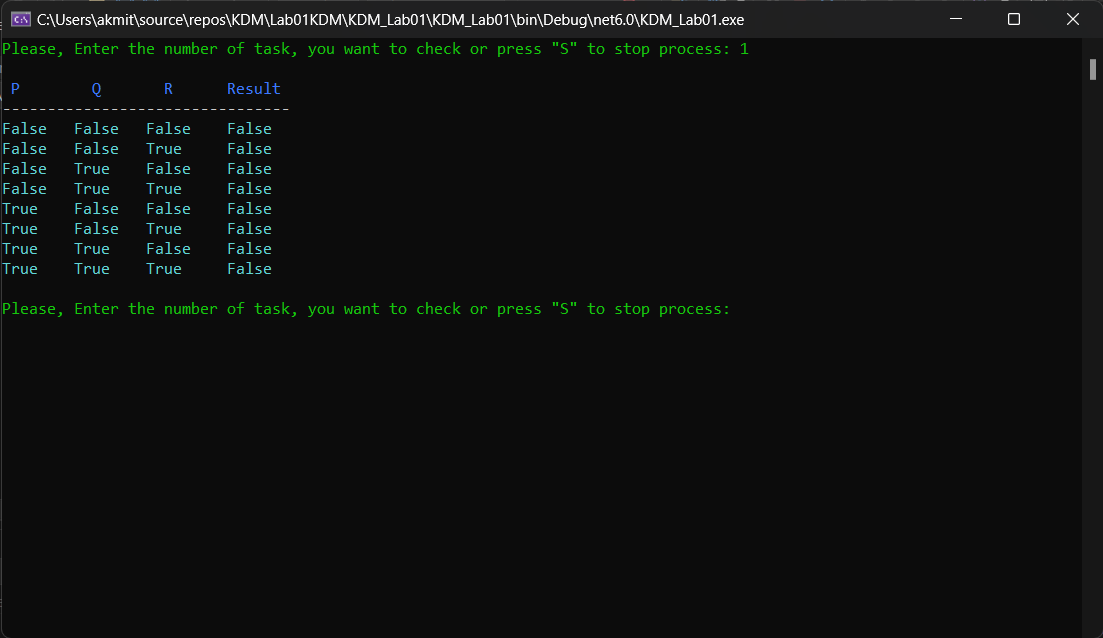 C:\Users\akmit\source\repos\KDM\Lab01KDM\KDM_Lab01\KDM_Lab01\bin\Debug\net6.0\KDM_Lab01.exe
Please, Enter the number of task, you want to check or press "S" to stop process: 1
P Q R Result
--------------------------------
False False False False
False False True False
False True False False
False True True False
True False False False
True False True False
True True False False
True True True False
Please, Enter the number of task, you want to check or press "S" to stop process: